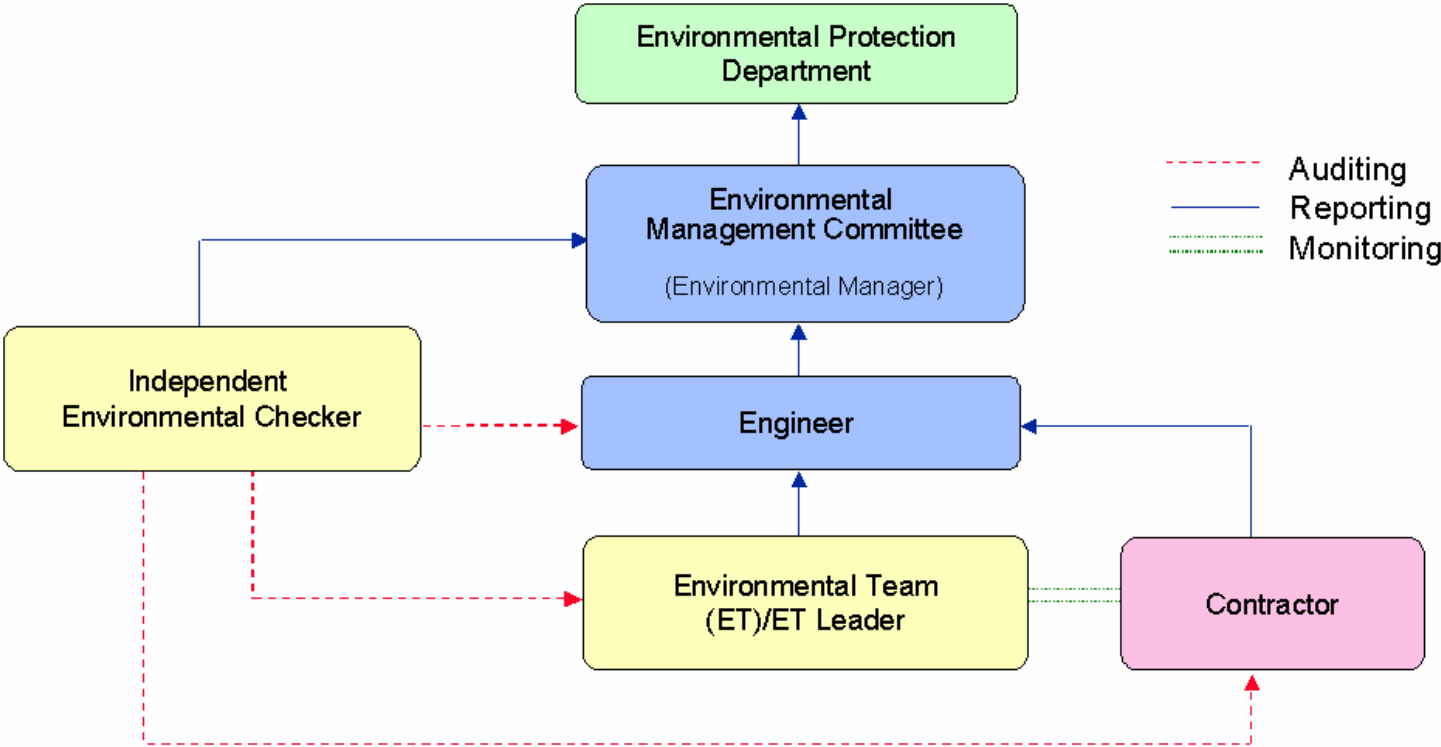 Environmental Protection
Department
Environmental
Management Committee
(Environmental Manager)
Auditing
Reporting
Monitoring
Independent
Environmental Checker
Engineer
Environmental Team
(ET)/ET Leader
Contractor